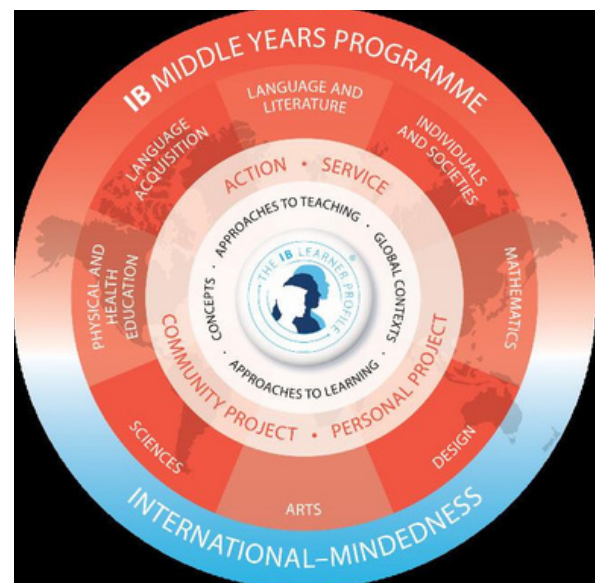 IB MIDDLE YEARS PROGRAMME
LANGUAGE AND
LITERATURE
INDIVIDUALS
AND SOCIETIES
MATHEMATICS
DESIGN
ARTS
SCIENCES
PHYSICAL AND
HEALTH
EDUCATION
LANGUAGE
ACQUISITION
ACTION • SERVICE
COMMUNITY PROJECT • PERSONAL PROJECT
APPROACHES TO TEACHING · GLOBAL CONTEXTS · APPROACHES TO LEARNING · CONCEPTS ·
THE IB LEARNER PROFILE
®
INTERNATIONAL–MINDEDNESS